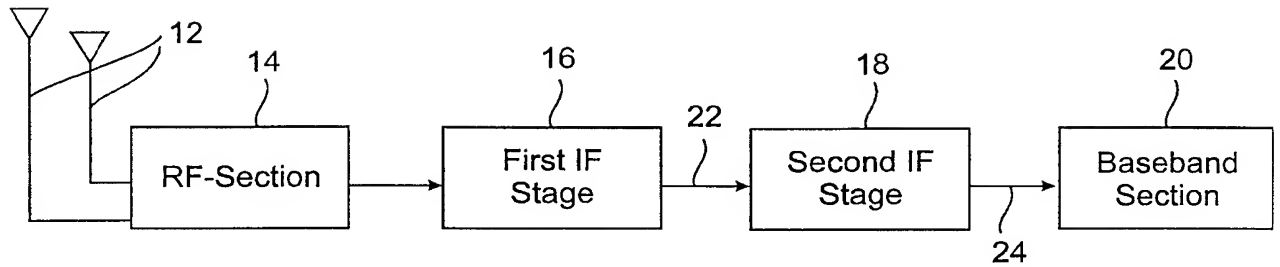 12
14
16
18
20
22
RF-Section
First IF
Stage
Second IF
Stage
Baseband
Section
24